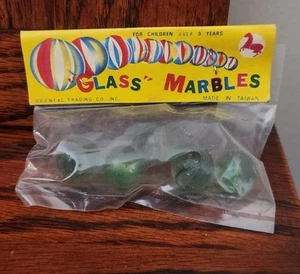 FOR CHILDREN OVER 3 YEARS
"GLASS" MARBLES
ORIENTAL TRADING CO. INC. MADE IN TAIWAN